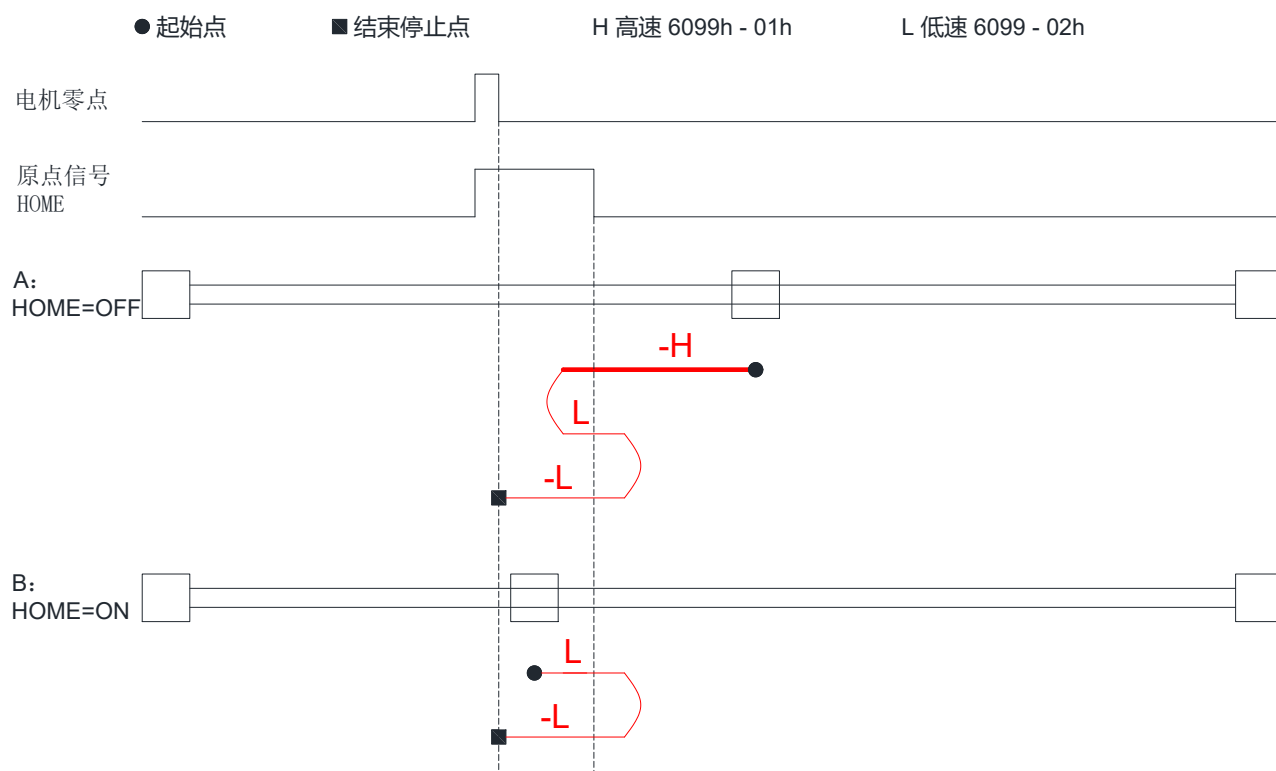 起始点 结束停止点 H 高速 6099h - 01h L 低速 6099 - 02h
电机零点
原点信号
HOME
A:
HOME=OFF
-H
L
-L
B:
HOME=ON
L
-L